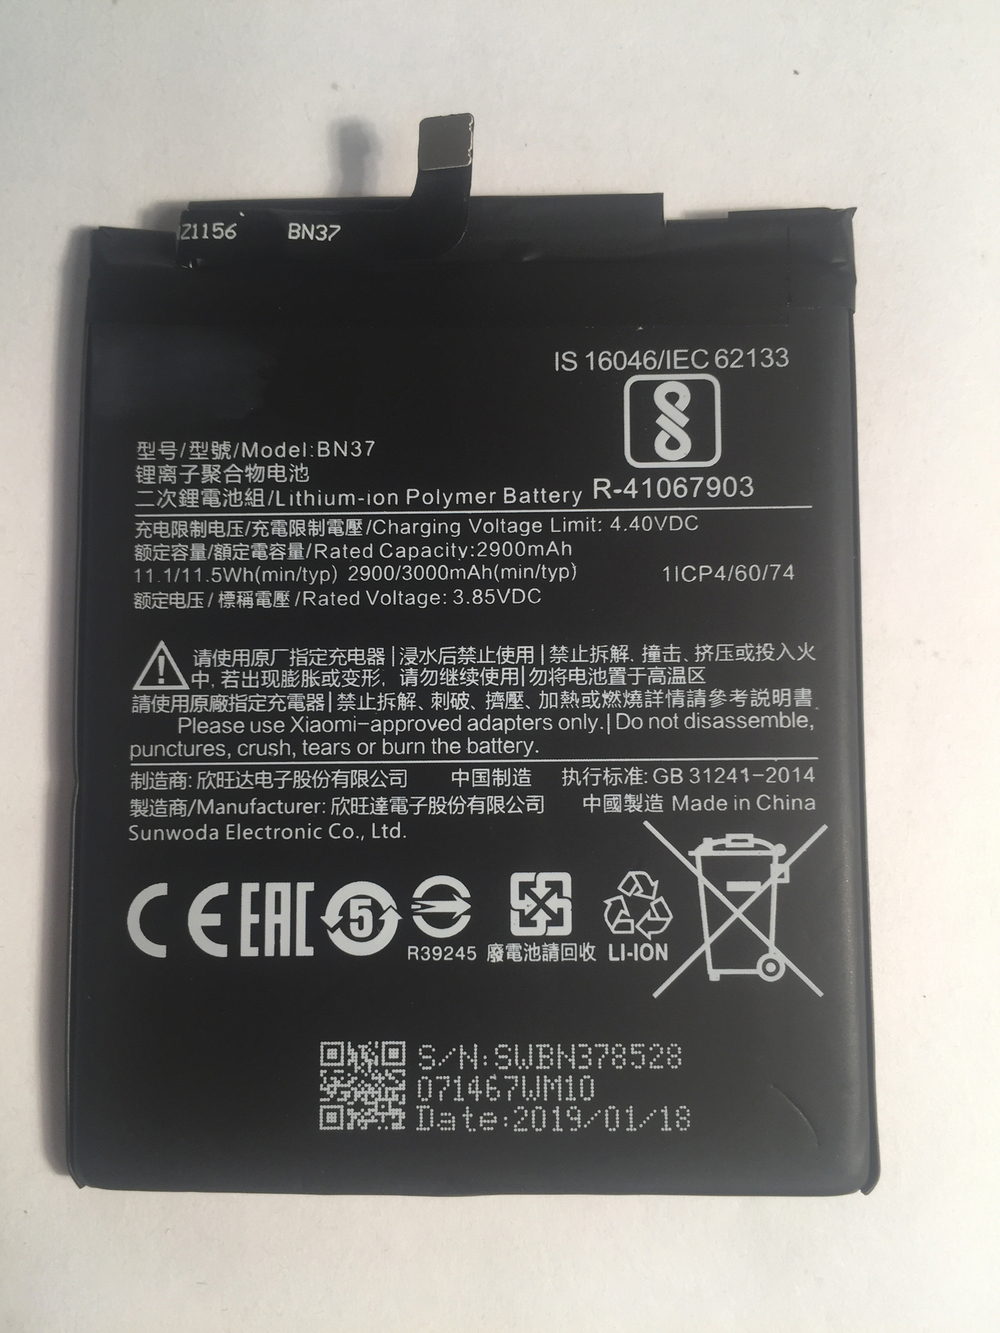 Z1156 BN37
IS 16046/IEC 62133
型号/型號/Model:BN37
锂离子聚合物电池
二次鋰電池組/Lithium-ion Polymer Battery R-41067903
充电限制电压/充電限制電壓/Charging Voltage Limit: 4.40VDC
额定容量/額定電容量/Rated Capacity:2900mAh
11.1/11.5Wh(min/typ) 2900/3000mAh(min/typ) 1ICP4/60/74
额定电压/標稱電壓/Rated Voltage: 3.85VDC
请使用原厂指定充电器|浸水后禁止使用|禁止拆解、撞击、挤压或投入火
中,若出现膨胀或变形,请勿继续使用|勿将电池置于高温区
請使用原廠指定充電器|禁止拆解、刺破、擠壓、加熱或燃燒詳情請參考說明書.
Please use Xiaomi-approved adapters only.|Do not disassemble,
punctures, crush, tears or burn the battery.
制造商: 欣旺达电子股份有限公司 中国制造 执行标准: GB 31241-2014
製造商/Manufacturer: 欣旺達電子股份有限公司 中國製造 Made in China
Sunwoda Electronic Co., Ltd.
CE EAC 5
R39245 廢電池請回收 LI-ION
S/N:SWBN378528
071467WM10
Date:2019/01/18